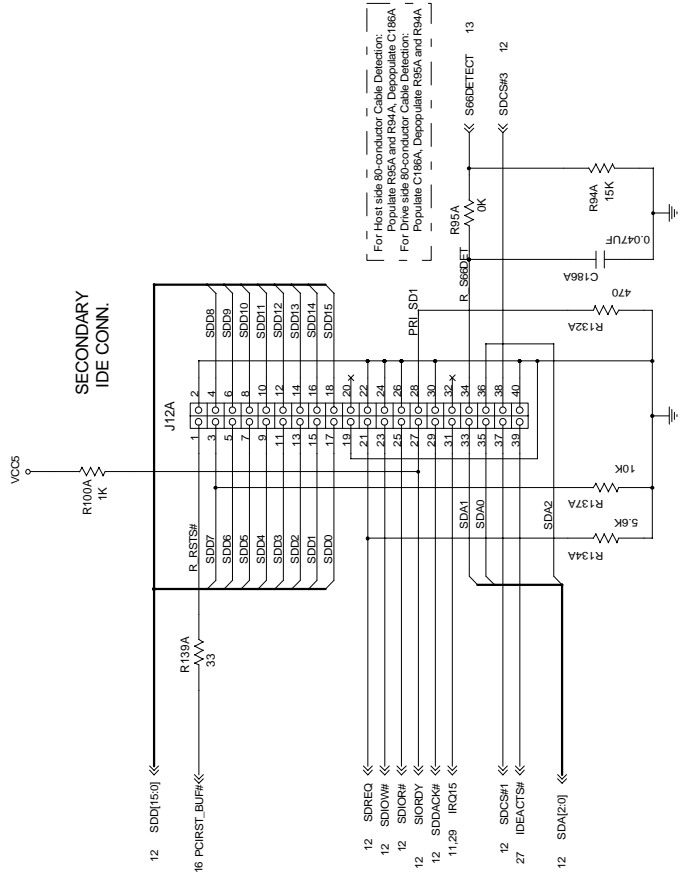 SECONDARY
IDE CONN.
VCC5
R100A
1K
J12A
12 SDD[15:0]
16 PCIRST_BUF#
R139A
33
R_RSTS#
SDD7
SDD6
SDD5
SDD4
SDD3
SDD2
SDD1
SDD0
1 2
3 4
5 6
7 8
9 10
11 12
13 14
15 16
17 18
19 20
21 22
23 24
25 26
27 28
29 30
31 32
33 34
35 36
37 38
39 40
SDD8
SDD9
SDD10
SDD11
SDD12
SDD13
SDD14
SDD15
For Host side 80-conductor Cable Detection:
Populate R95A and R94A, Depopulate C186A
For Drive side 80-conductor Cable Detection:
Populate C186A, Depopulate R95A and R94A
12 SDREQ
12 SDIOW#
12 SDIOR#
12 SIORDY
12 SDDACK#
11,29 IRQ15
12 SDCS#1
27 IDEACTS#
12 SDA[2:0]
SDA1
SDA0
SDA2
PRI_SD1
R_S66DET
R95A
0K
S66DETECT 13
SDCS#3 12
R134A
5.6K
R137A
10K
R132A
470
C186A
0.047UF
R94A
15K